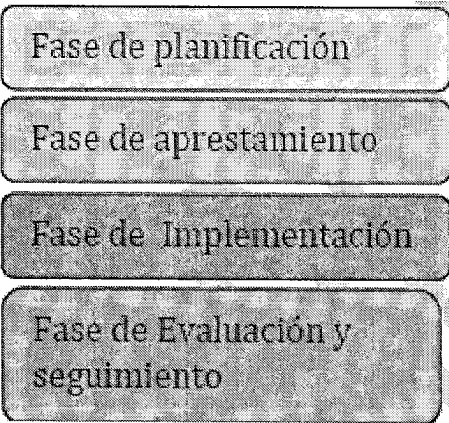 Fase de planificación
Fase de aprestamiento
Fase de Implementación
Fase de Evaluación y
seguimiento